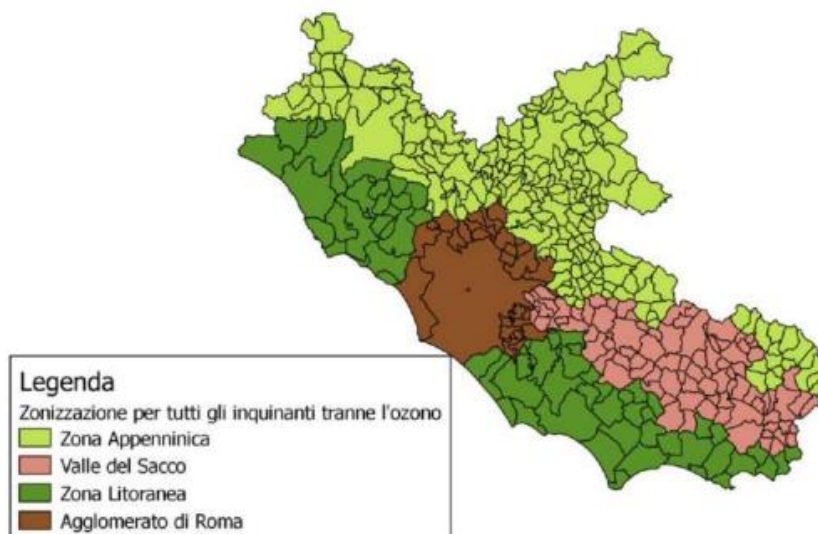 Legenda
Zonizzazione per tutti gli inquinanti tranne l'ozono
Zona Appenninica
Valle del Sacco
Zona Litoranea
Agglomerato di Roma